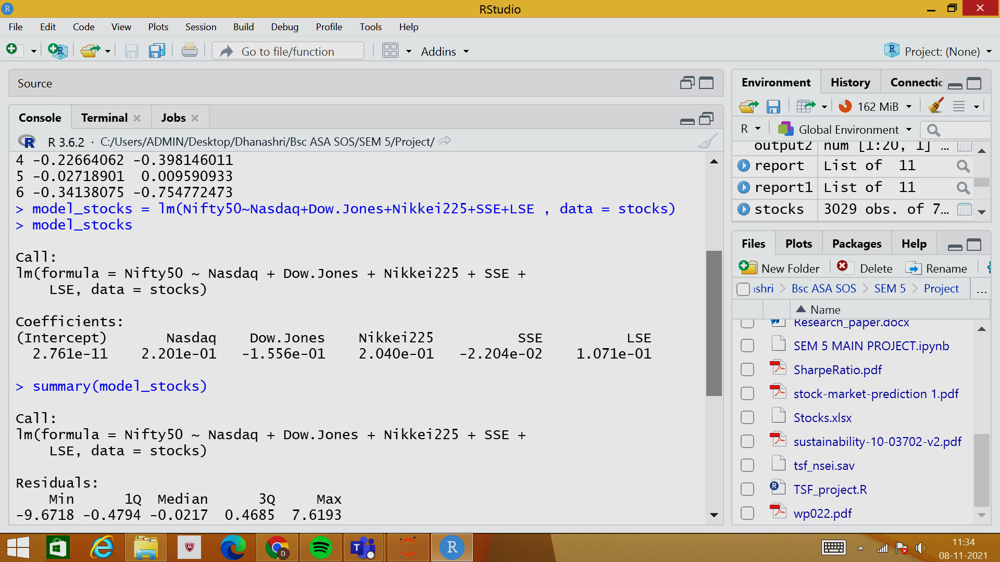 RStudio
File Edit Code View Plots Session Build Debug Profile Tools Help
Go to file/function Addins Project: (None)
Source
Console Terminal Jobs
R 3.6.2 · C:/Users/ADMIN/Desktop/Dhanashri/Bsc ASA SOS/SEM 5/Project/
4 -0.22664062 -0.398146011
5 -0.02718901 0.009590933
6 -0.34138075 -0.754772473
> model_stocks = lm(Nifty50~Nasdaq+Dow.Jones+Nikkei225+SSE+LSE , data = stocks)
> model_stocks
Call:
lm(formula = Nifty50 ~ Nasdaq + Dow.Jones + Nikkei225 + SSE +
LSE, data = stocks)
Coefficients:
(Intercept) Nasdaq Dow.Jones Nikkei225 SSE LSE
2.761e-11 2.201e-01 -1.556e-01 2.040e-01 -2.204e-02 1.071e-01
> summary(model_stocks)
Call:
lm(formula = Nifty50 ~ Nasdaq + Dow.Jones + Nikkei225 + SSE +
LSE, data = stocks)
Residuals:
Min 1Q Median 3Q Max
-9.6718 -0.4794 -0.0217 0.4685 7.6193
Environment History Connectic
162 MiB
R Global Environment
output2 num [1:20, 1] ...
report List of 11
report1 List of 11
stocks 3029 obs. of 7...
Files Plots Packages Help
New Folder Delete Rename
ashri Bsc ASA SOS SEM 5 Project ...
Name
Research_paper.docx
SEM 5 MAIN PROJECT.ipynb
SharpeRatio.pdf
stock-market-prediction 1.pdf
Stocks.xlsx
sustainability-10-03702-v2.pdf
tsf_nsei.sav
TSF_project.R
wp022.pdf
11:34
08-11-2021